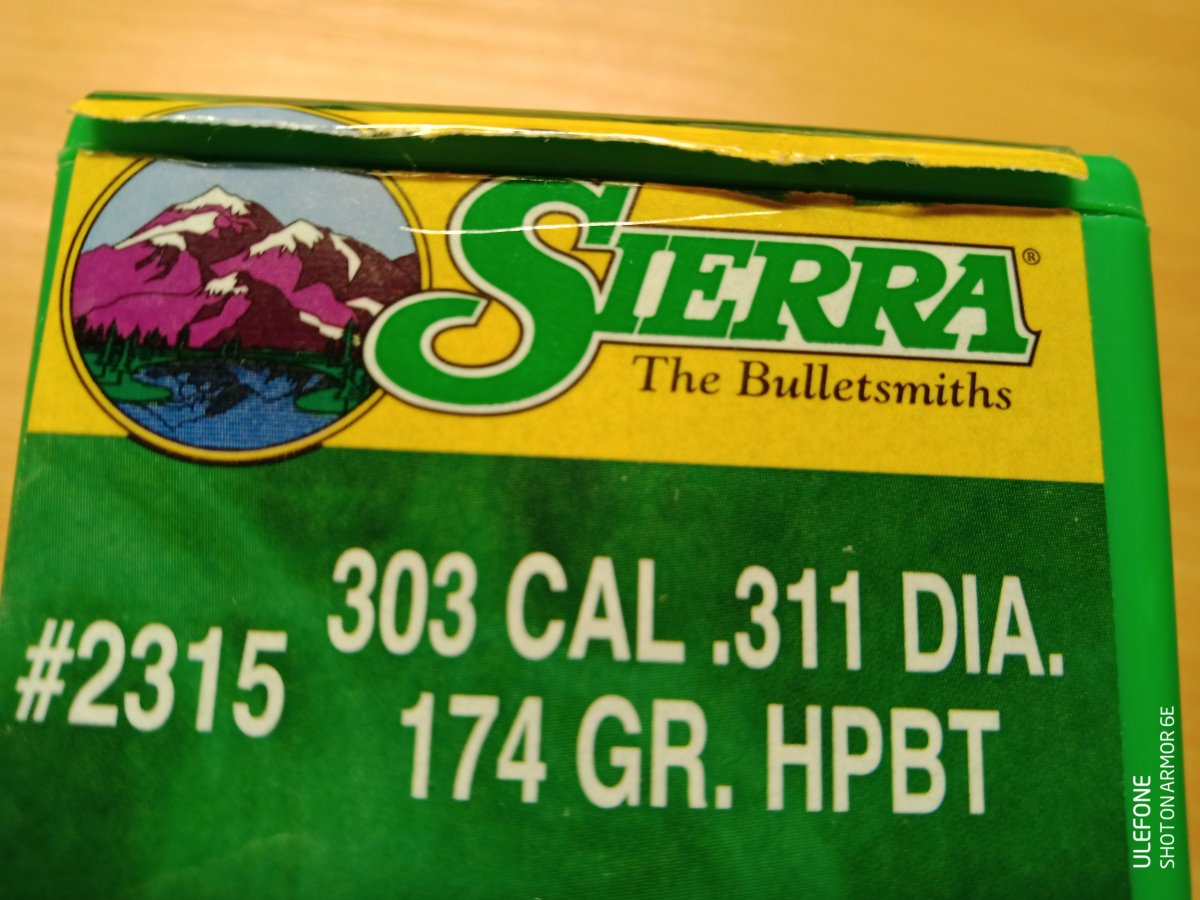 SIERRA®
The Bulletsmiths
#2315
303 CAL .311 DIA.
174 GR. HPBT
ULEFONE
SHOT ON ARMOR 6E